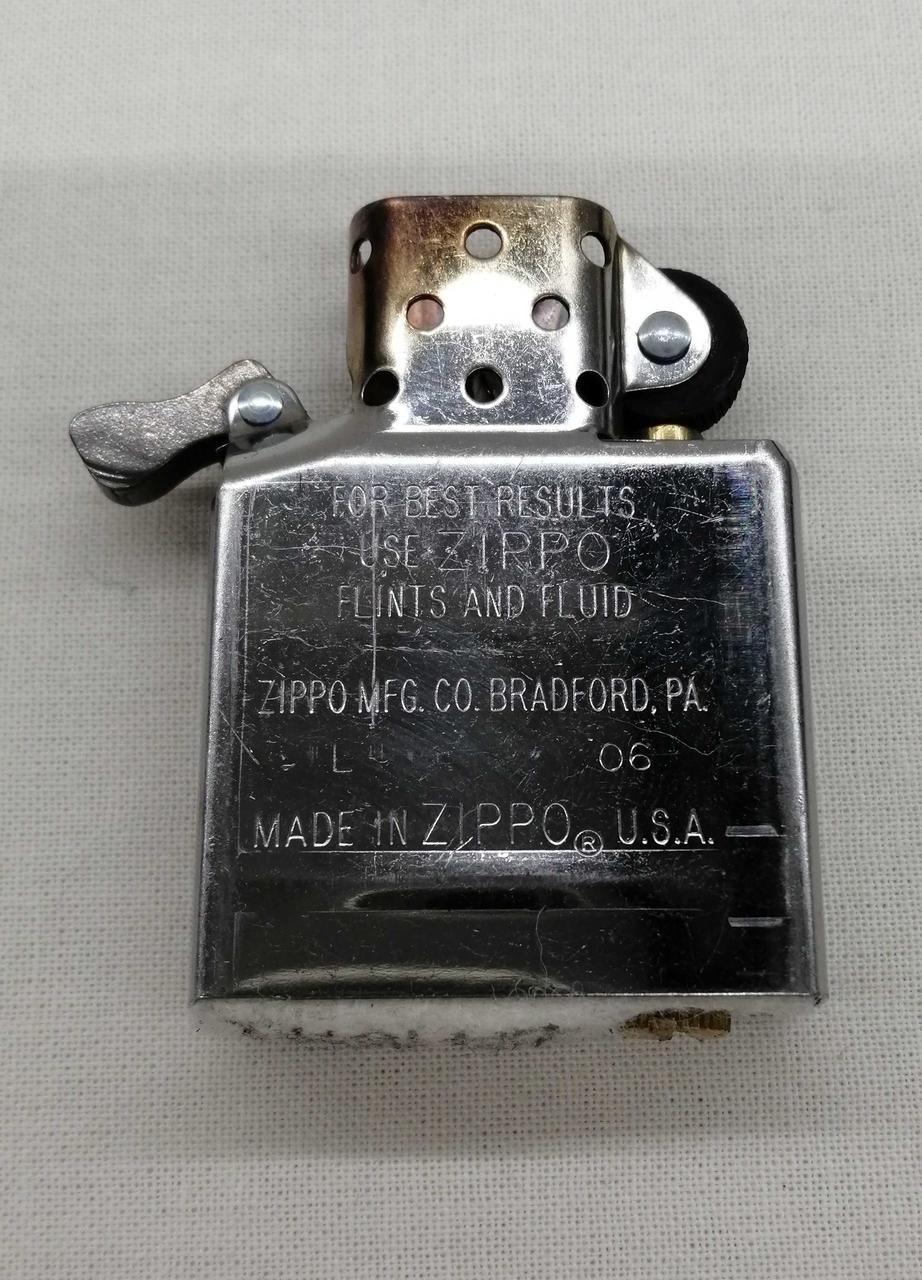 FOR BEST RESULTS
USE ZIPPO
FLINTS AND FLUID
ZIPPO MFG. CO. BRADFORD, PA.
L 06
MADE IN ZIPPO® U.S.A.